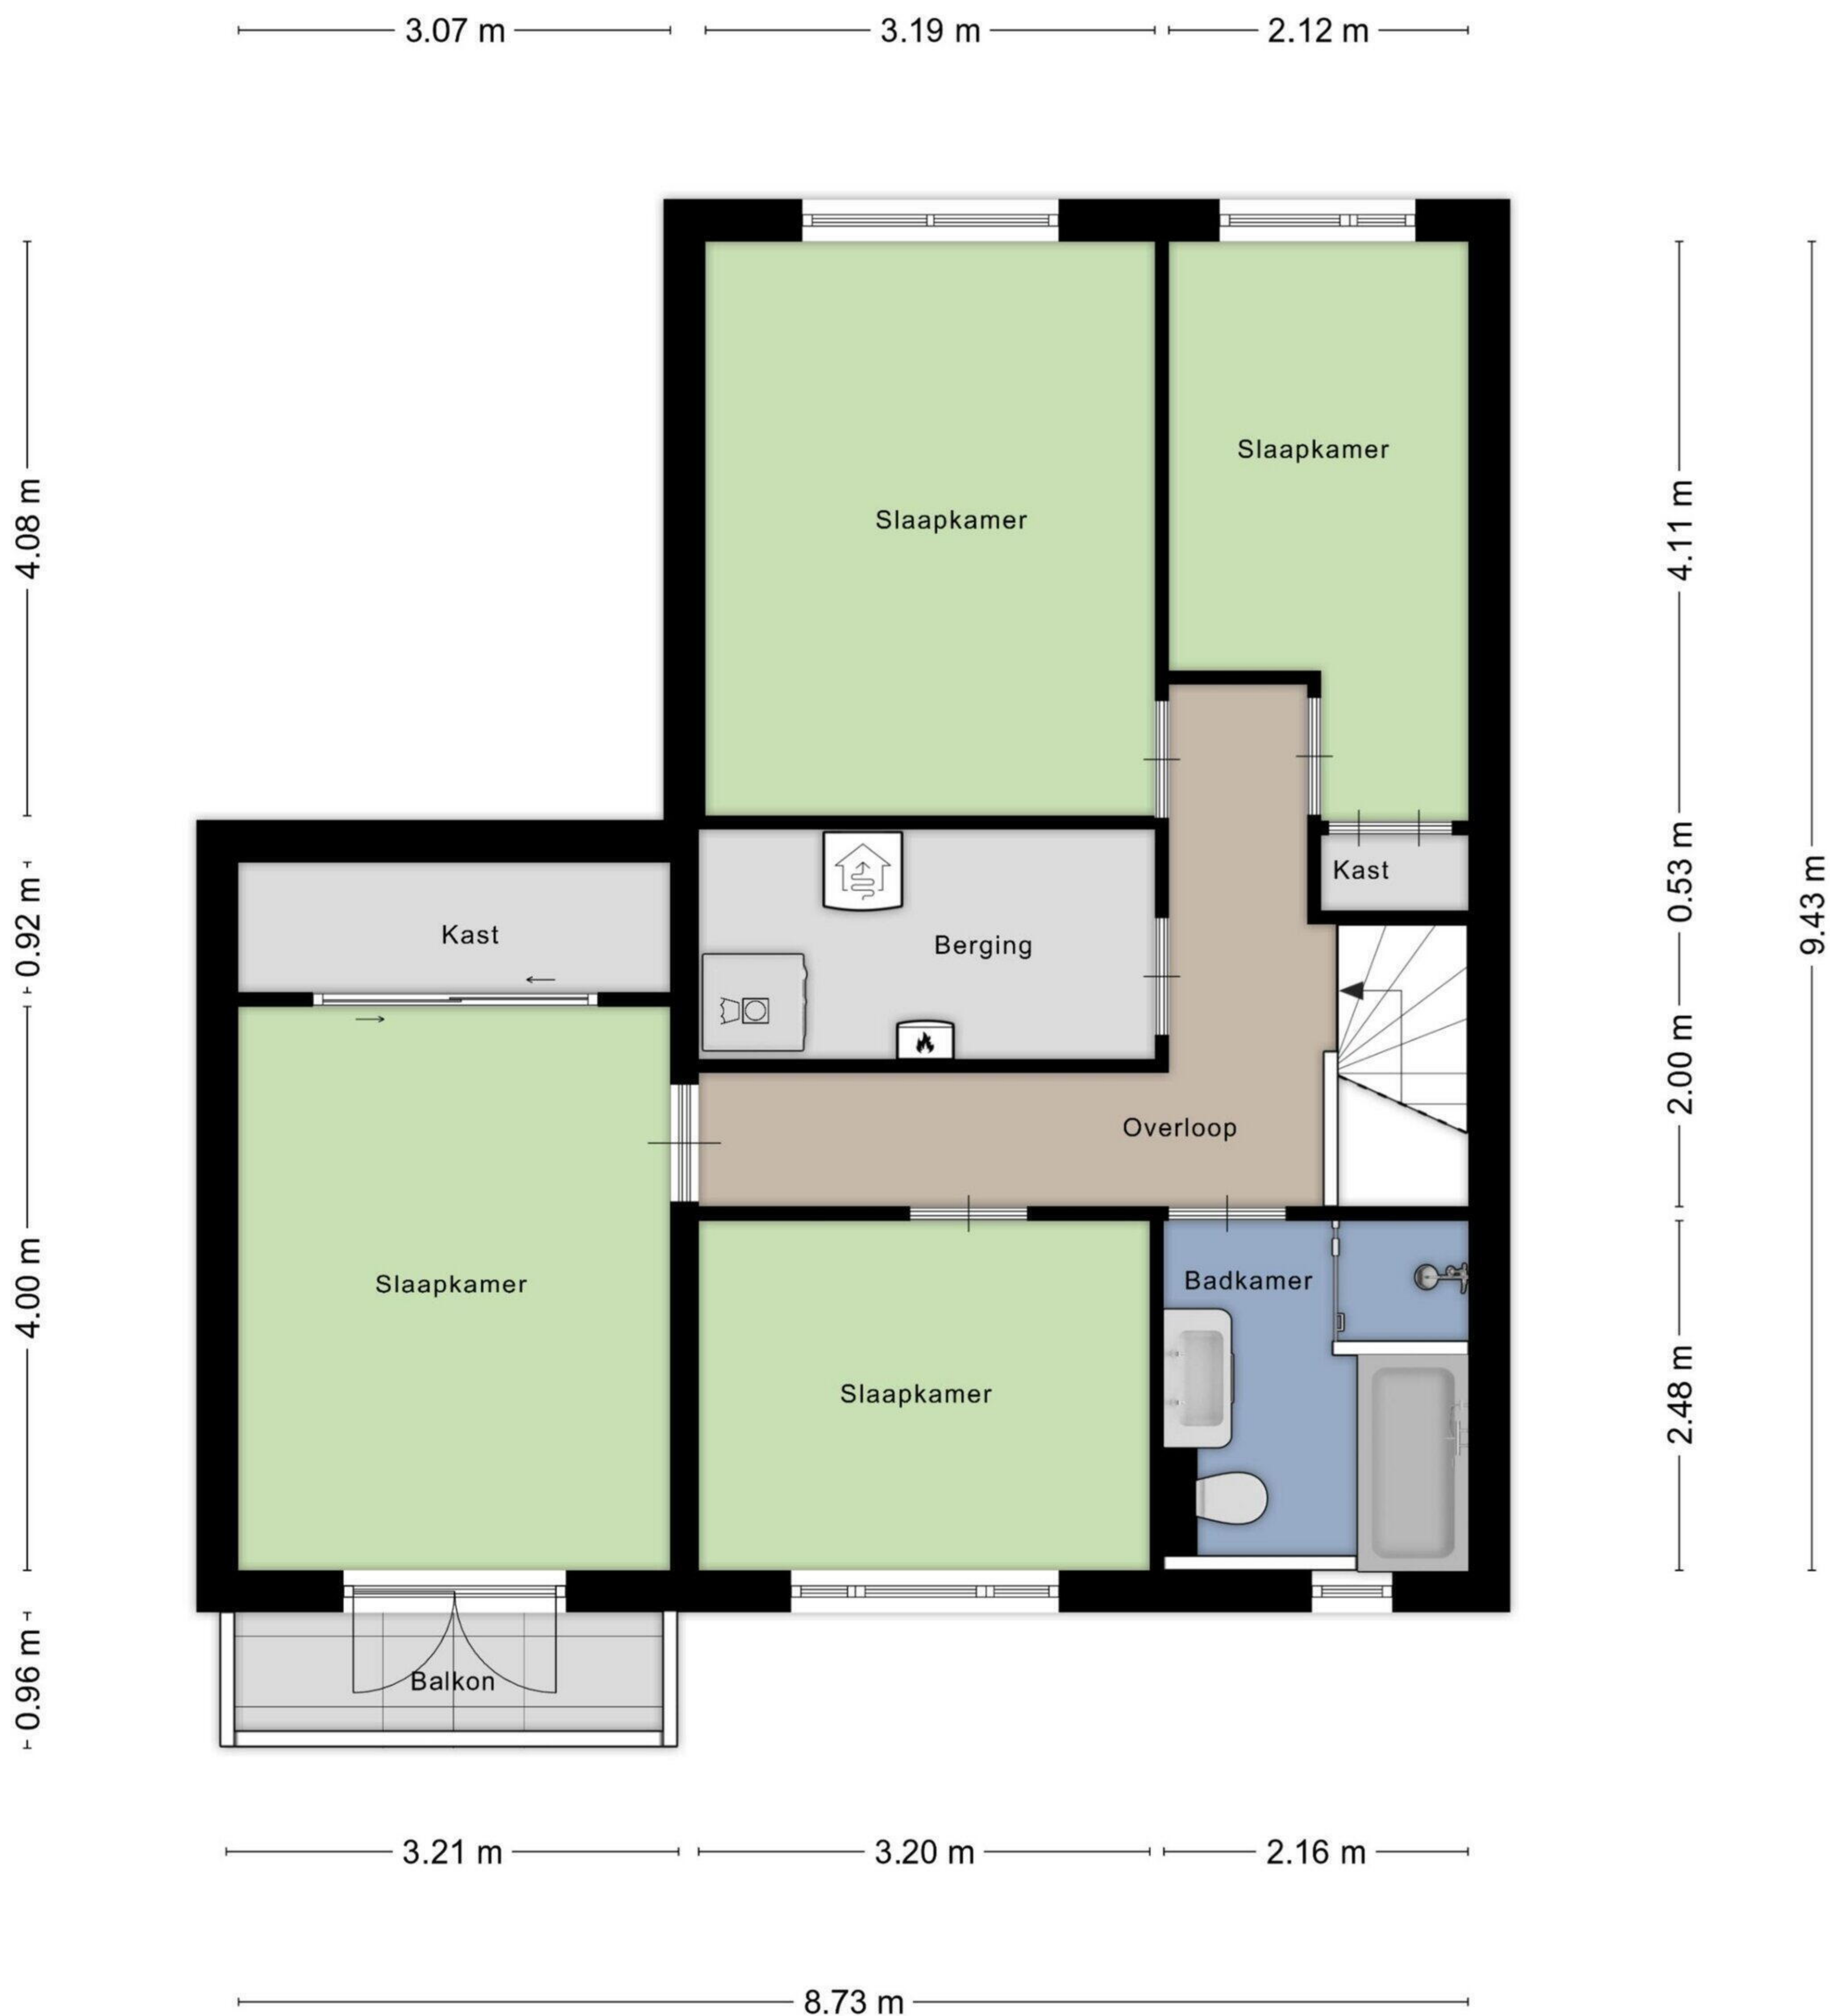 3.07 m
3.19 m
2.12 m
4.08 m
0.92 m
4.00 m
0.96 m
Slaapkamer
Slaapkamer
Kast
Kast
Berging
Overloop
Slaapkamer
Badkamer
Slaapkamer
Balkon
4.11 m
0.53 m
2.00 m
2.48 m
9.43 m
3.21 m
3.20 m
2.16 m
8.73 m